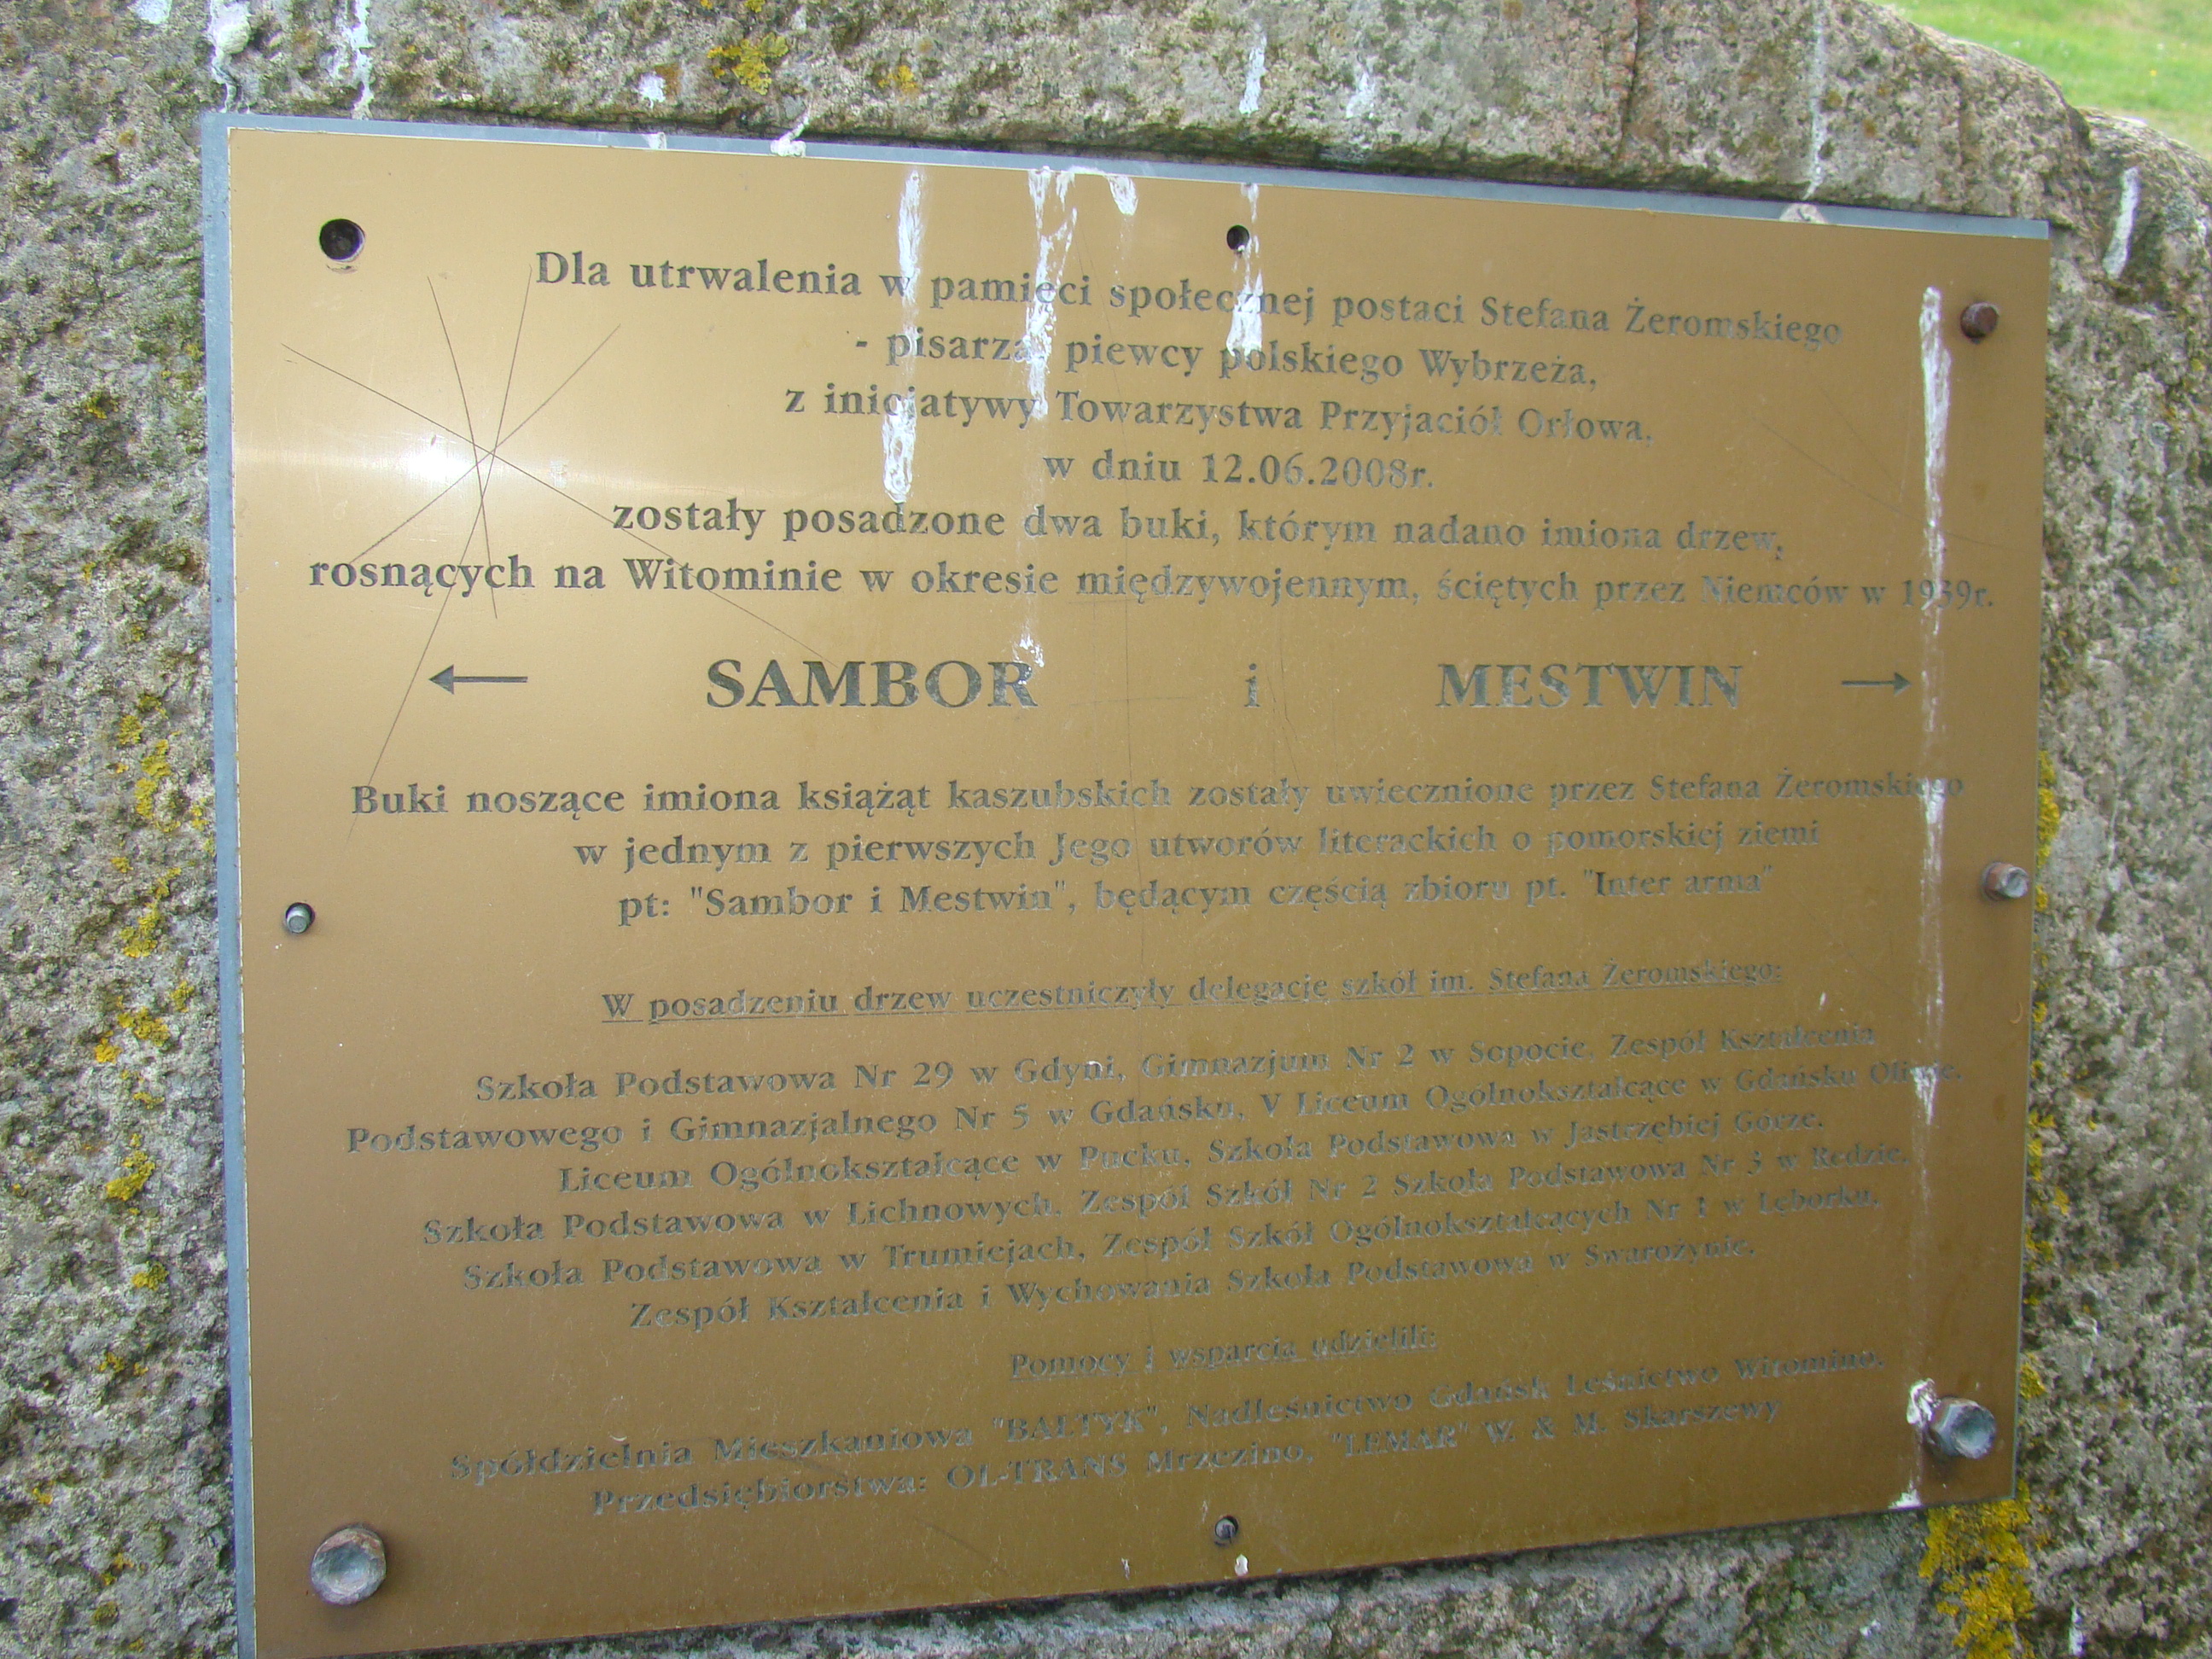 Dla utrwalenia w pamięci społecznej postaci Stefana Żeromskiego
- pisarza, piewcy polskiego Wybrzeża,
z inicjatywy Towarzystwa Przyjaciół Orłowa,
w dniu 12.06.2008r.
zostały posadzone dwa buki, którym nadano imiona drzew,
rosnących na Witominie w okresie międzywojennym, ściętych przez Niemców w 1939r.
← SAMBOR i MESTWIN →
Buki noszące imiona książąt kaszubskich zostały uwiecznione przez Stefana Żeromskiego
w jednym z pierwszych Jego utworów literackich o pomorskiej ziemi
pt: "Sambor i Mestwin", będącym częścią zbioru pt. "Inter arma"
W posadzeniu drzew uczestniczyły delegacje szkół im. Stefana Żeromskiego:
Szkoła Podstawowa Nr 29 w Gdyni, Gimnazjum Nr 2 w Sopocie, Zespół Kształcenia
Podstawowego i Gimnazjalnego Nr 5 w Gdańsku, V Liceum Ogólnokształcące w Gdańsku Oliwie,
Liceum Ogólnokształcące w Pucku, Szkoła Podstawowa w Jastrzębiej Górze,
Szkoła Podstawowa w Lichnowych, Zespół Szkół Nr 2 Szkoła Podstawowa Nr 3 w Redzie,
Szkoła Podstawowa w Trumiejach, Zespół Szkół Ogólnokształcących Nr 1 w Lęborku,
Zespół Kształcenia i Wychowania Szkoła Podstawowa w Swarożynie.
Pomocy i wsparcia udzielili:
Spółdzielnia Mieszkaniowa "BAŁTYK", Nadleśnictwo Gdańsk Leśnictwo Witomino,
Przedsiębiorstwa: OL-TRANS Mrzezino, "LEMAR" W. & M. Skarszewy